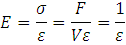 E = σ/ε = F/Vε = 1/ε